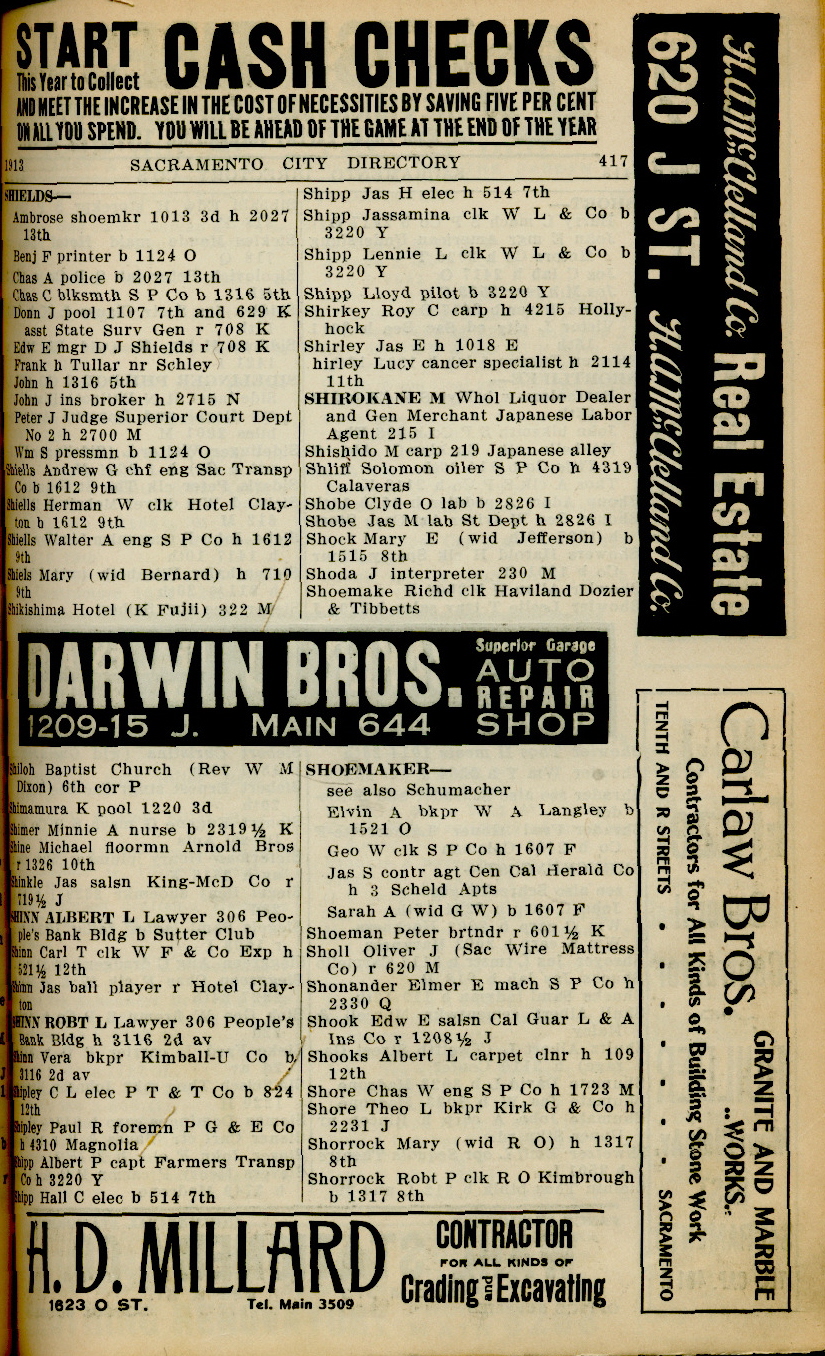 START
This Year to Collect
CASH CHECKS
AND MEET THE INCREASE IN THE COST OF NECESSITIES BY SAVING FIVE PER CENT
ON ALL YOU SPEND. YOU WILL BE AHEAD OF THE GAME AT THE END OF THE YEAR
1913 SACRAMENTO CITY DIRECTORY 417
SHIELDS—
Ambrose shoemkr 1013 3d h 2027
13th
Benj F printer b 1124 O
Chas A police b 2027 13th
Chas C blksmth S P Co b 1316 5th
Donn J pool 1107 7th and 629 K
asst State Surv Gen r 708 K
Edw E mgr D J Shields r 708 K
Frank h Tullar nr Schley
John h 1316 5th
John J ins broker h 2715 N
Peter J Judge Superior Court Dept
No 2 h 2700 M
Wm S pressmn b 1124 O
Shiells Andrew G chf eng Sac Transp
Co b 1612 9th
Shiells Herman W clk Hotel Clay-
ton b 1612 9th
Shiells Walter A eng S P Co h 1612
9th
Shiels Mary (wid Bernard) h 710
9th
Shikishima Hotel (K Fujii) 322 M
Shipp Jas H elec h 514 7th
Shipp Jassamina clk W L & Co b
3220 Y
Shipp Lennie L clk W L & Co b
3220 Y
Shipp Lloyd pilot b 3220 Y
Shirkey Roy C carp h 4215 Holly-
hock
Shirley Jas E h 1018 E
hirley Lucy cancer specialist h 2114
11th
SHIROKANE M Whol Liquor Dealer
and Gen Merchant Japanese Labor
Agent 215 I
Shishido M carp 219 Japanese alley
Shliff Solomon oiler S P Co h 4319
Calaveras
Shobe Clyde O lab b 2826 I
Shobe Jas M lab St Dept h 2826 I
Shock Mary E (wid Jefferson) b
1515 8th
Shoda J interpreter 230 M
Shoemake Richd clk Haviland Dozier
& Tibbetts
DARWIN BROS.
1209-15 J. MAIN 644
Superior Garage
AUTO
REPAIR
SHOP
Shiloh Baptist Church (Rev W M
Dixon) 6th cor P
Shimamura K pool 1220 3d
Shimer Minnie A nurse b 2319½ K
Shine Michael floormn Arnold Bros
r 1326 10th
Shinkle Jas salsn King-McD Co r
719½ J
SHINN ALBERT L Lawyer 306 Peo-
ple's Bank Bldg b Sutter Club
Shinn Carl T clk W F & Co Exp h
521½ 12th
Shinn Jas ball player r Hotel Clay-
ton
SHINN ROBT L Lawyer 306 People's
Bank Bldg h 3116 2d av
Shinn Vera bkpr Kimball-U Co b
3116 2d av
Shipley C L elec P T & T Co b 824
12th
Shipley Paul R foremn P G & E Co
h 4310 Magnolia
Shipp Albert P capt Farmers Transp
Co h 3220 Y
Shipp Hall C elec b 514 7th
SHOEMAKER—
see also Schumacher
Elvin A bkpr W A Langley b
1521 O
Geo W clk S P Co h 1607 F
Jas S contr agt Cen Cal Herald Co
h 3 Scheld Apts
Sarah A (wid G W) b 1607 F
Shoeman Peter brtndr r 601½ K
Sholl Oliver J (Sac Wire Mattress
Co) r 620 M
Shonander Elmer E mach S P Co h
2330 Q
Shook Edw E salsn Cal Guar L & A
Ins Co r 1208½ J
Shooks Albert L carpet clnr h 109
12th
Shore Chas W eng S P Co h 1723 M
Shore Theo L bkpr Kirk G & Co h
2231 J
Shorrock Mary (wid R O) h 1317
8th
Shorrock Robt P clk R O Kimbrough
b 1317 8th
H. D. MILLARD
1623 O ST. Tel. Main 3509
CONTRACTOR
FOR ALL KINDS OF
Grading and Excavating
H.A. McClelland Co. Real Estate
620 J ST. H.A. McClelland Co.
Carlaw Bros. GRANITE AND MARBLE
..WORKS..
Contractors for All Kinds of Building Stone Work
TENTH AND R STREETS . . . . . . . SACRAMENTO